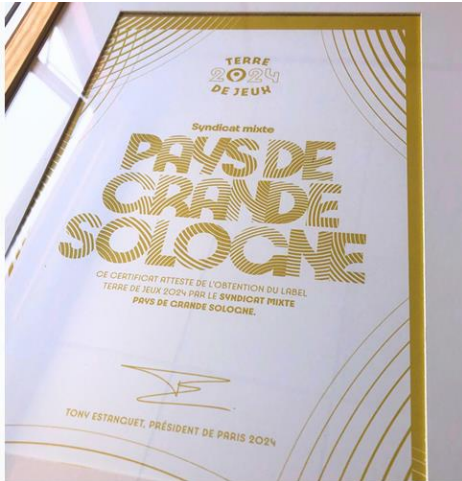 TERRE
2024
DE JEUX
Syndicat mixte
PAYS DE
GRANDE
SOLOGNE
CE CERTIFICAT ATTESTE DE L'OBTENTION DU LABEL
TERRE DE JEUX 2024 PAR LE SYNDICAT MIXTE
PAYS DE GRANDE SOLOGNE.
TONY ESTANGUET, PRÉSIDENT DE PARIS 2024